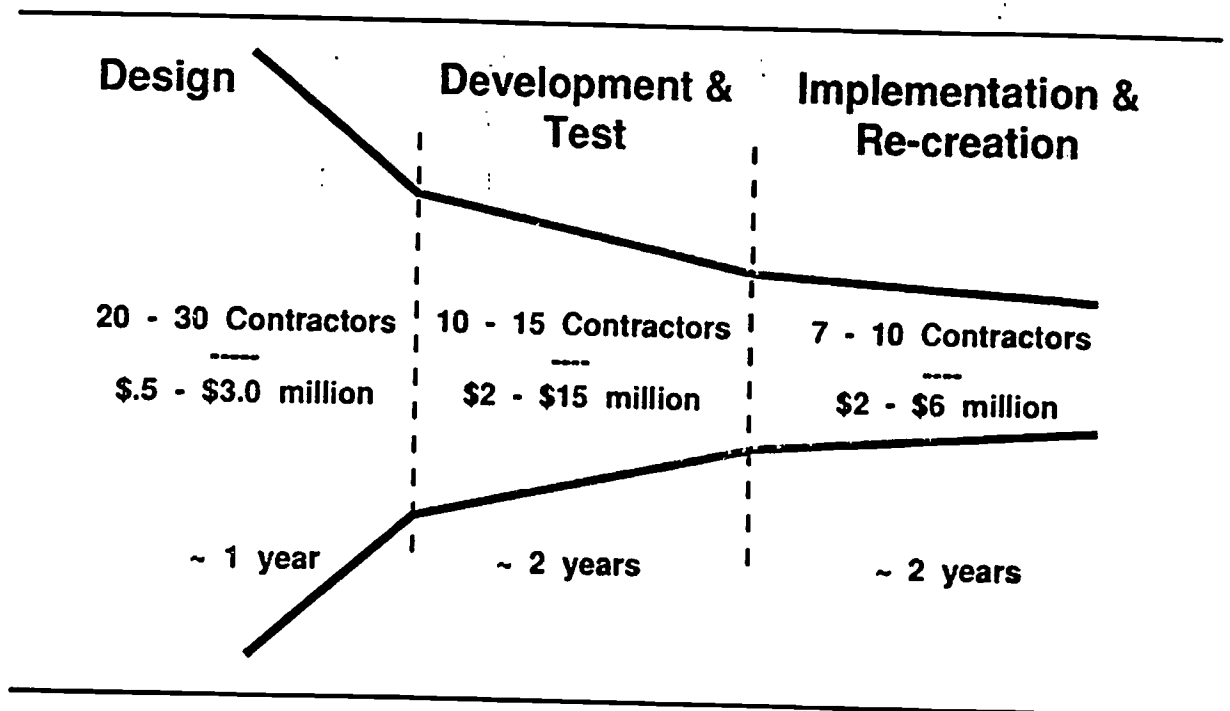 Design
Development &
Test
Implementation &
Re-creation
20 - 30 Contractors
-----
$.5 - $3.0 million
10 - 15 Contractors
----
$2 - $15 million
7 - 10 Contractors
----
$2 - $6 million
~ 1 year
~ 2 years
~ 2 years